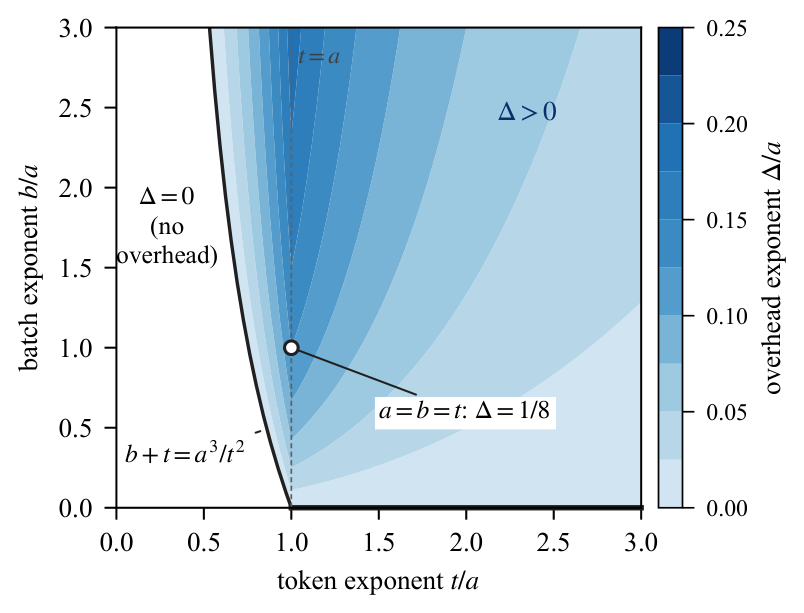 3.0
2.5
2.0
1.5
1.0
0.5
0.0
batch exponent b/a
0.0 0.5 1.0 1.5 2.0 2.5 3.0
token exponent t/a
t = a
Δ > 0
Δ = 0
(no
overhead)
a = b = t: Δ = 1/8
b + t = a³/t²
0.25
0.20
0.15
0.10
0.05
0.00
overhead exponent Δ/a